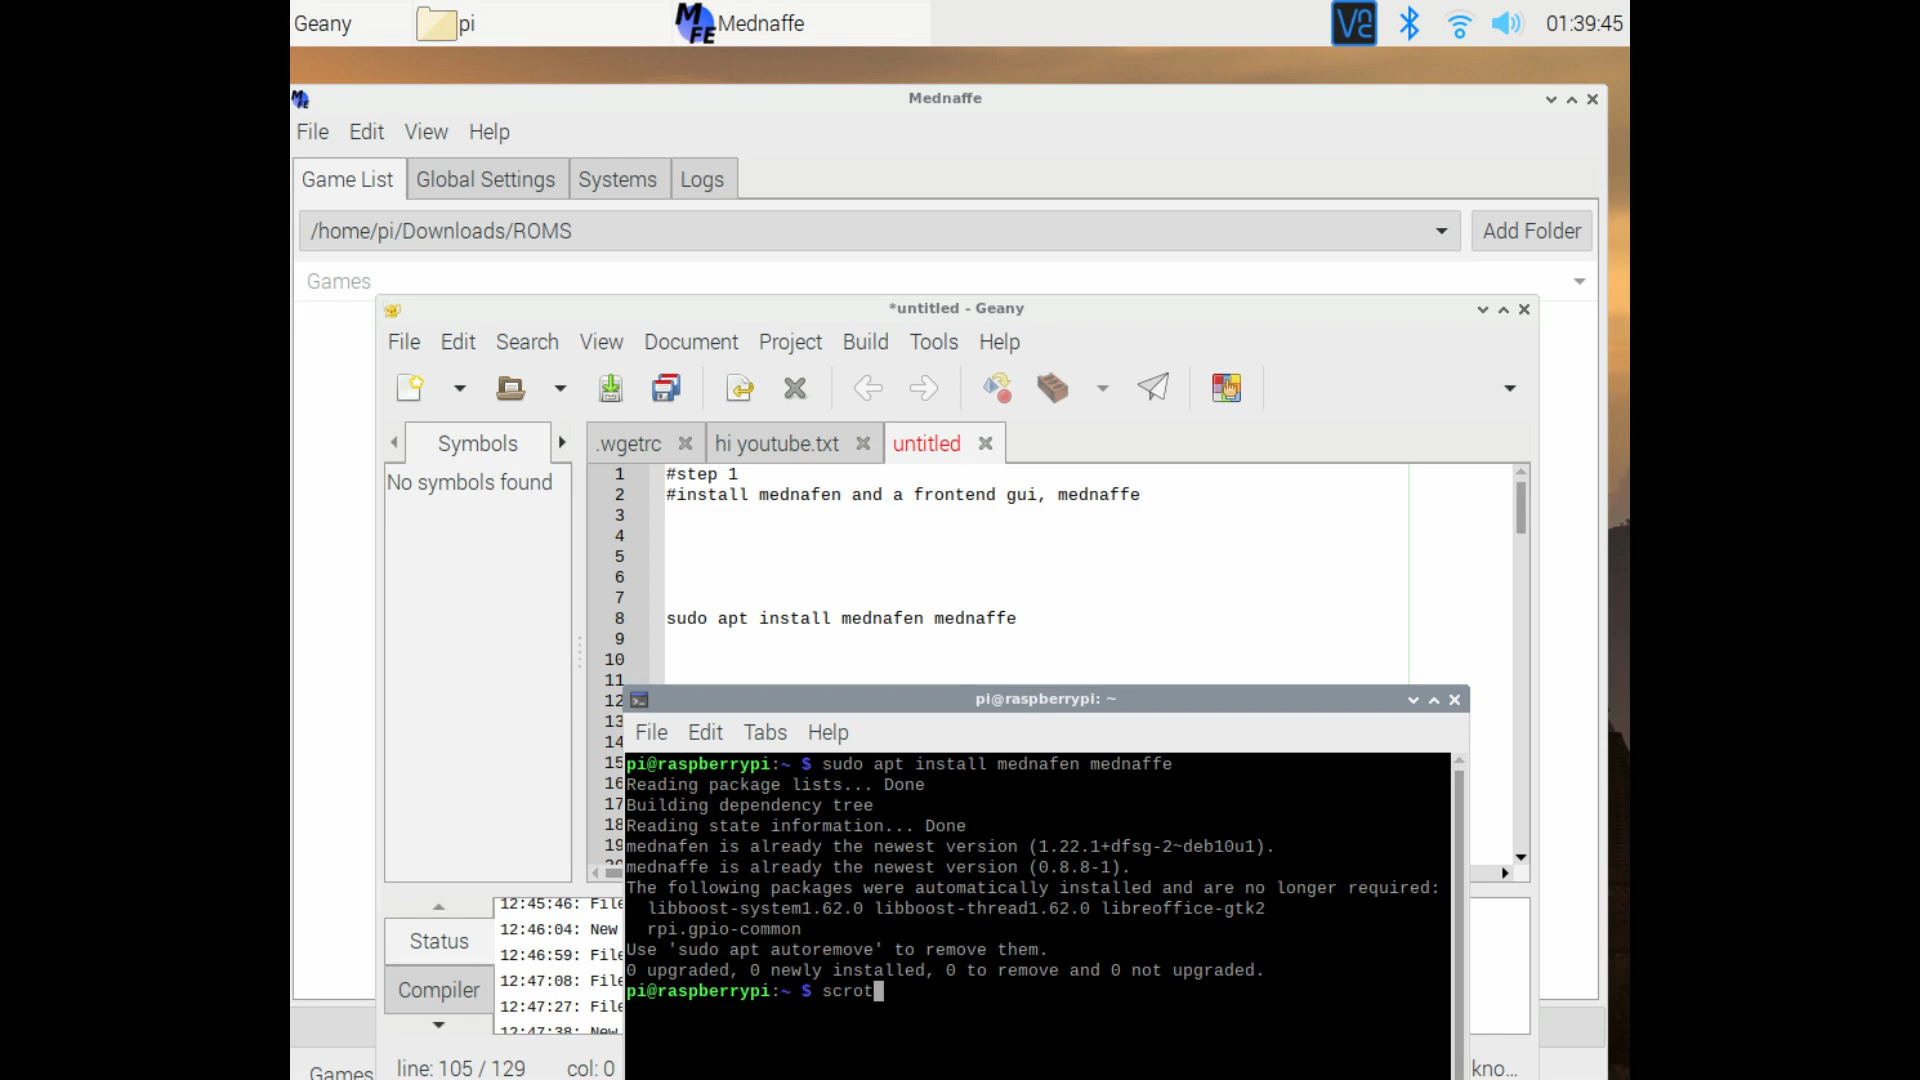 Geany pi Mednaffe 01:39:45
Mednaffe
File Edit View Help
Game List Global Settings Systems Logs
/home/pi/Downloads/ROMS Add Folder
Games
*untitled - Geany
File Edit Search View Document Project Build Tools Help
Symbols .wgetrc hi youtube.txt untitled
No symbols found
1 #step 1
2 #install mednafen and a frontend gui, mednaffe
3
4
5
6
7
8 sudo apt install mednafen mednaffe
9
10
11
12
13
14
15
16
17
18
19
pi@raspberrypi: ~
File Edit Tabs Help
pi@raspberrypi:~ $ sudo apt install mednafen mednaffe
Reading package lists... Done
Building dependency tree
Reading state information... Done
mednafen is already the newest version (1.22.1+dfsg-2~deb10u1).
mednaffe is already the newest version (0.8.8-1).
The following packages were automatically installed and are no longer required:
libboost-system1.62.0 libboost-thread1.62.0 libreoffice-gtk2
rpi.gpio-common
Use 'sudo apt autoremove' to remove them.
0 upgraded, 0 newly installed, 0 to remove and 0 not upgraded.
pi@raspberrypi:~ $ scrot
Status
Compiler
12:45:46: File
12:46:04: New
12:46:59: File
12:47:08: File
12:47:27: File
12:47:38: New
Games line: 105 / 129 col: 0 kno...